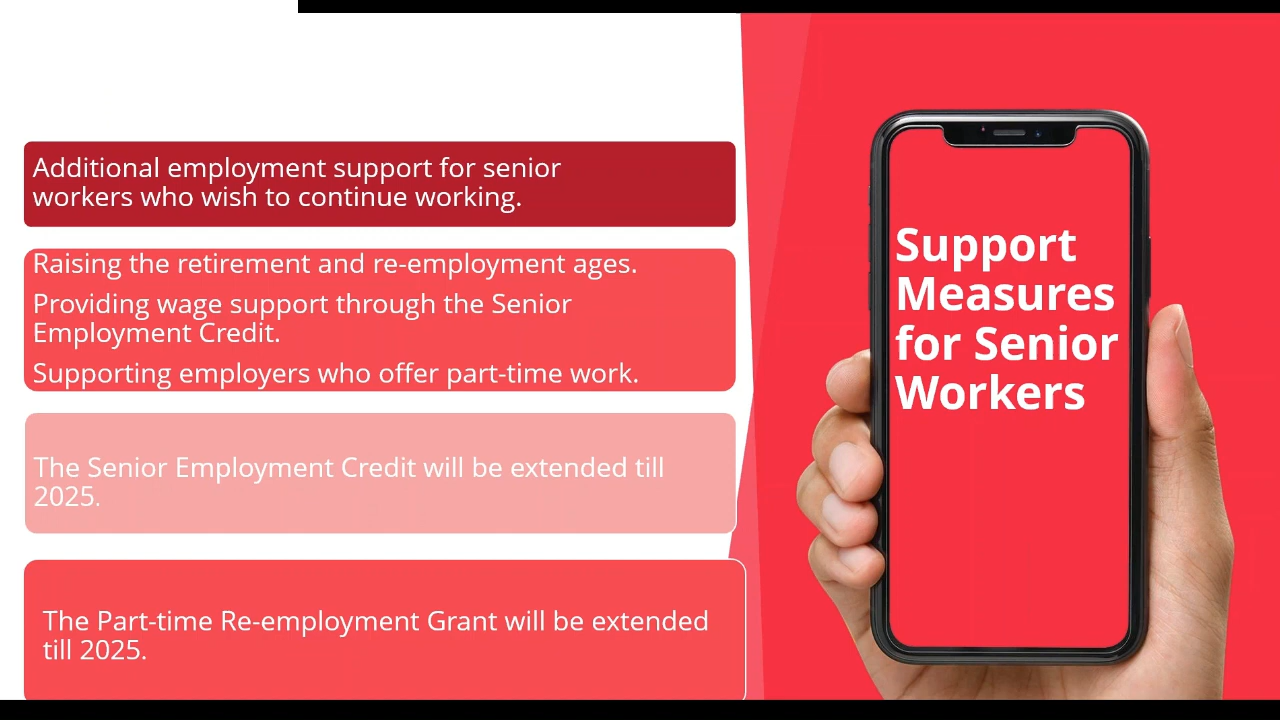 Additional employment support for senior
workers who wish to continue working.
Raising the retirement and re-employment ages.
Providing wage support through the Senior
Employment Credit.
Supporting employers who offer part-time work.
The Senior Employment Credit will be extended till
2025.
The Part-time Re-employment Grant will be extended
till 2025.
Support
Measures
for Senior
Workers